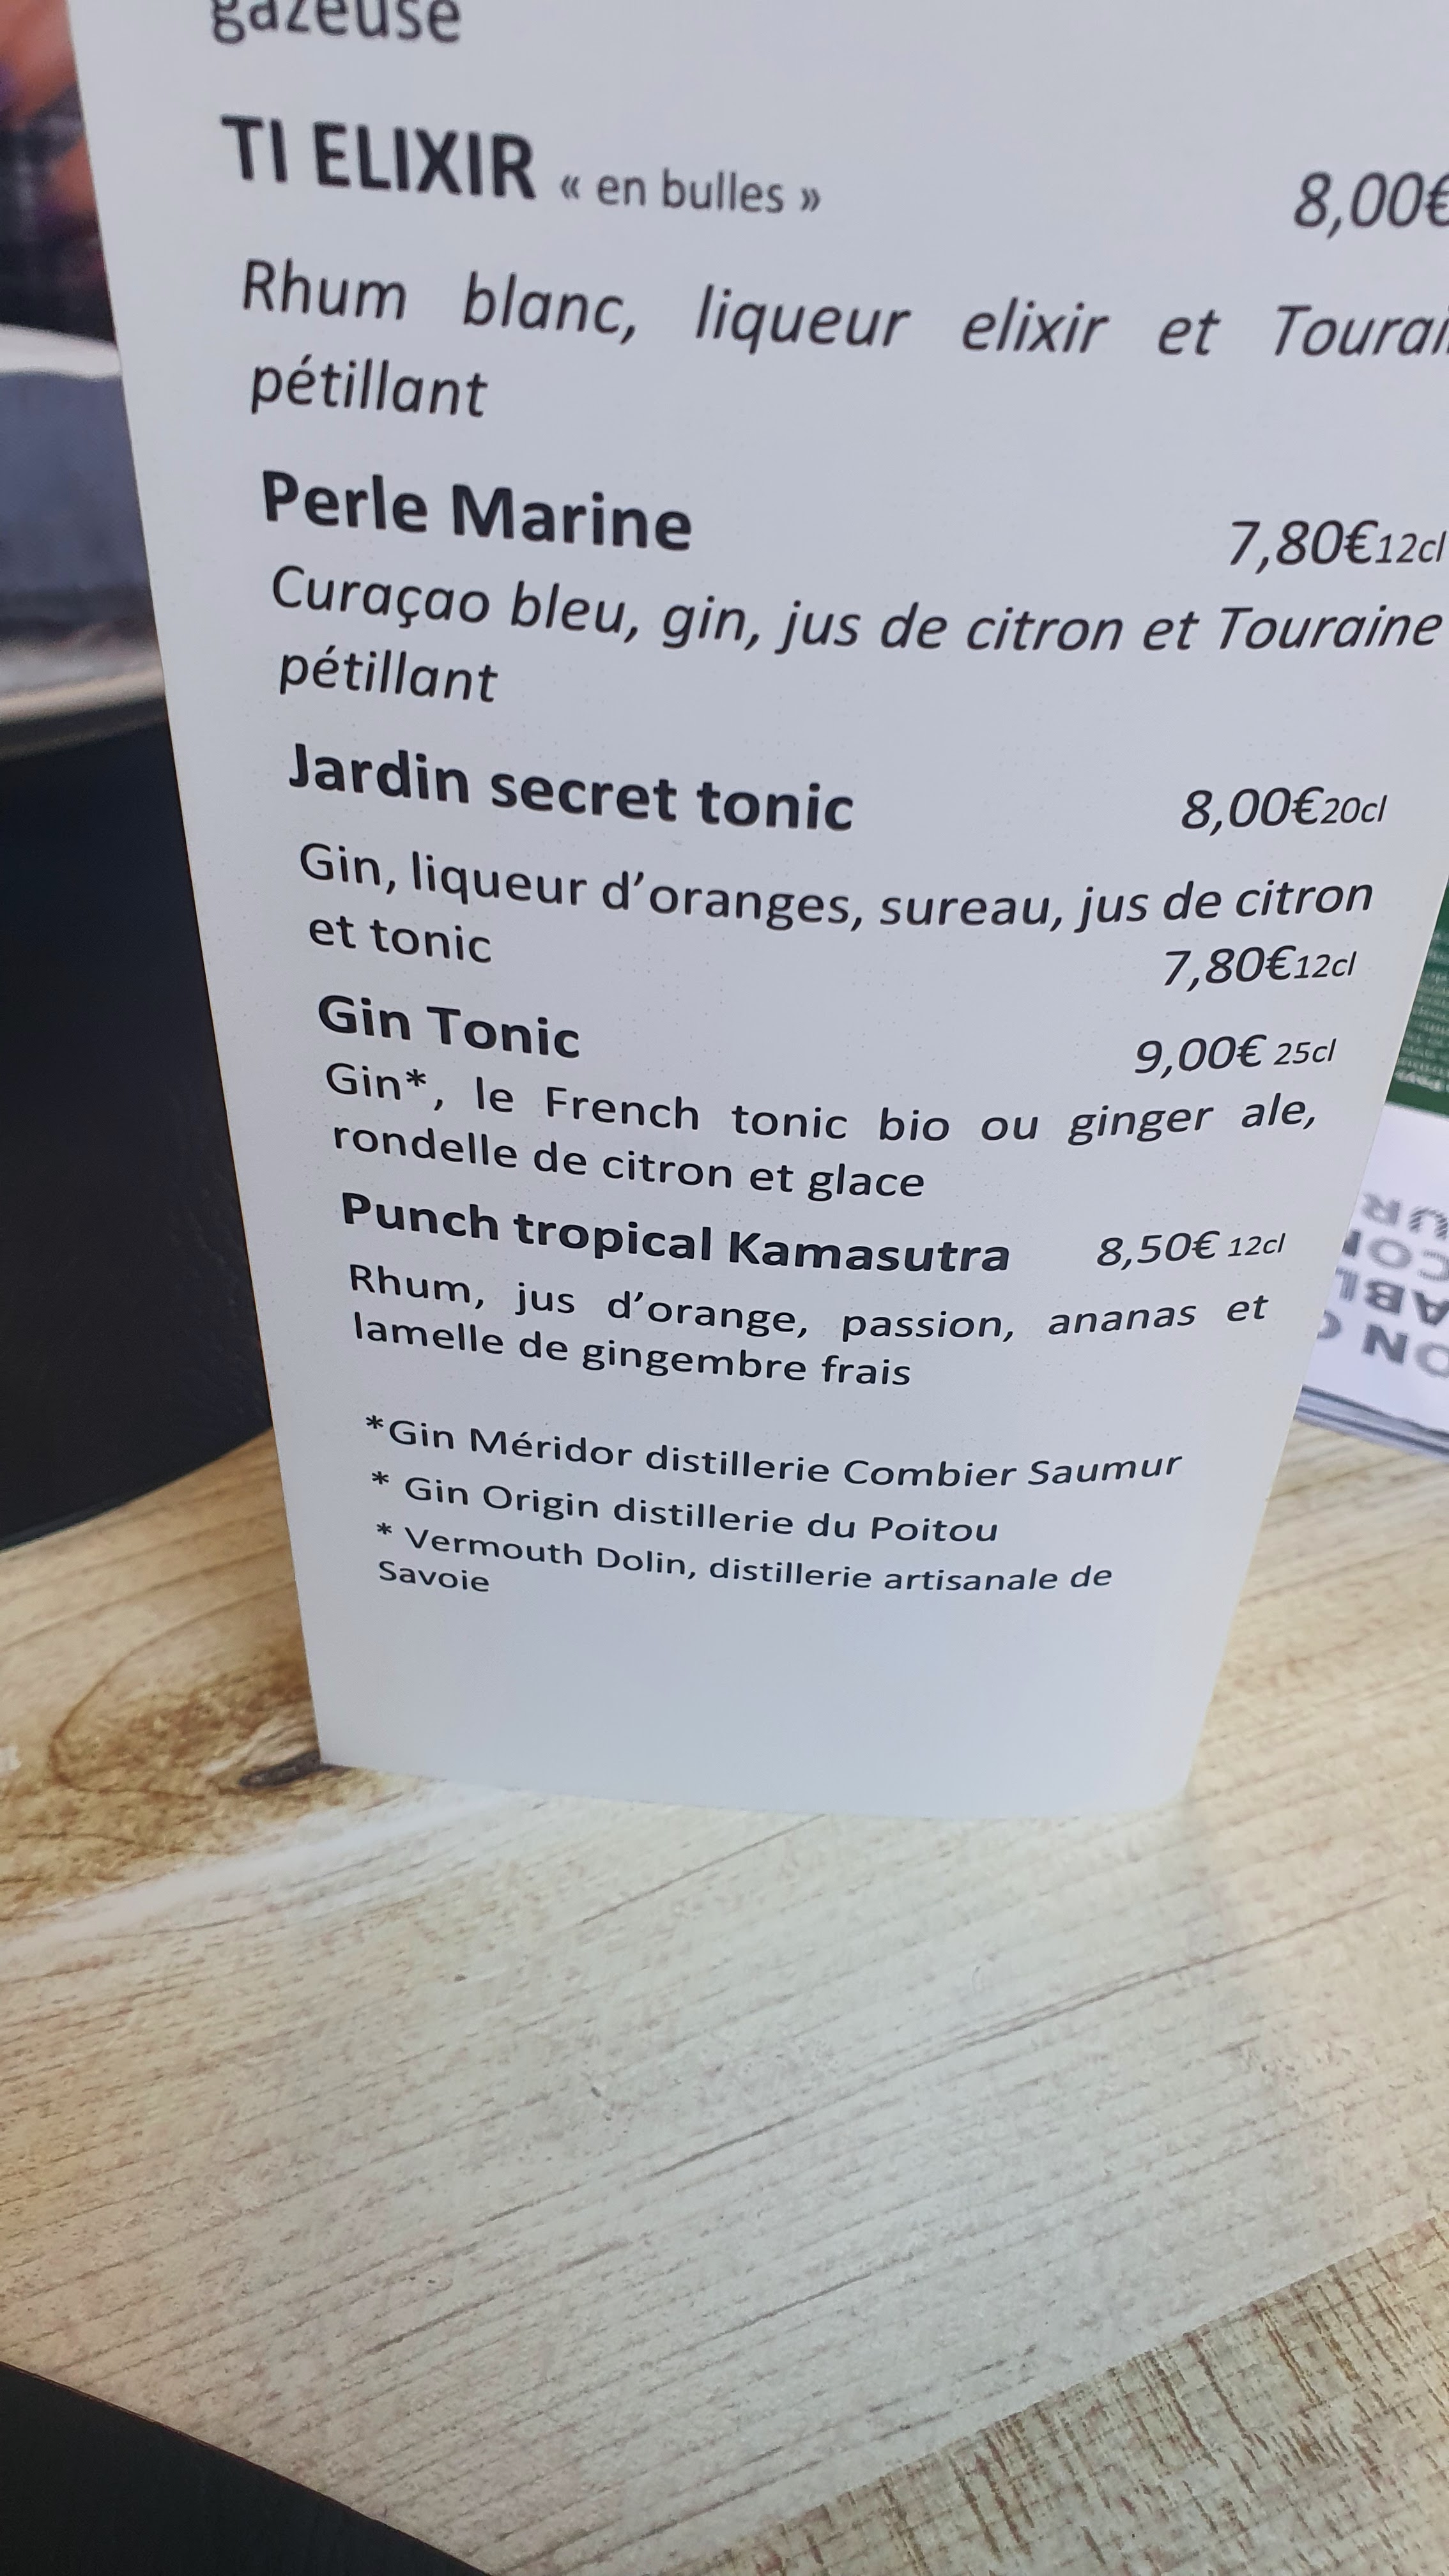 gazeuse
TI ELIXIR « en bulles » 8,00€
Rhum blanc, liqueur elixir et
pétillant
Perle Marine 7,80€12cl
Curaçao bleu, gin, jus de citron et Touraine
pétillant
Jardin secret tonic 8,00€20cl
Gin, liqueur d’oranges, sureau, jus de citron
et tonic
7,80€12cl
Gin Tonic 9,00€ 25cl
Gin*, le French tonic bio ou ginger ale,
rondelle de citron et glace
Punch tropical Kamasutra 8,50€ 12cl
Rhum, jus d’orange, passion, ananas et
lamelle de gingembre frais
*Gin Méridor distillerie Combier Saumur
* Gin Origin distillerie du Poitou
* Vermouth Dolin, distillerie artisanale de
Savoie